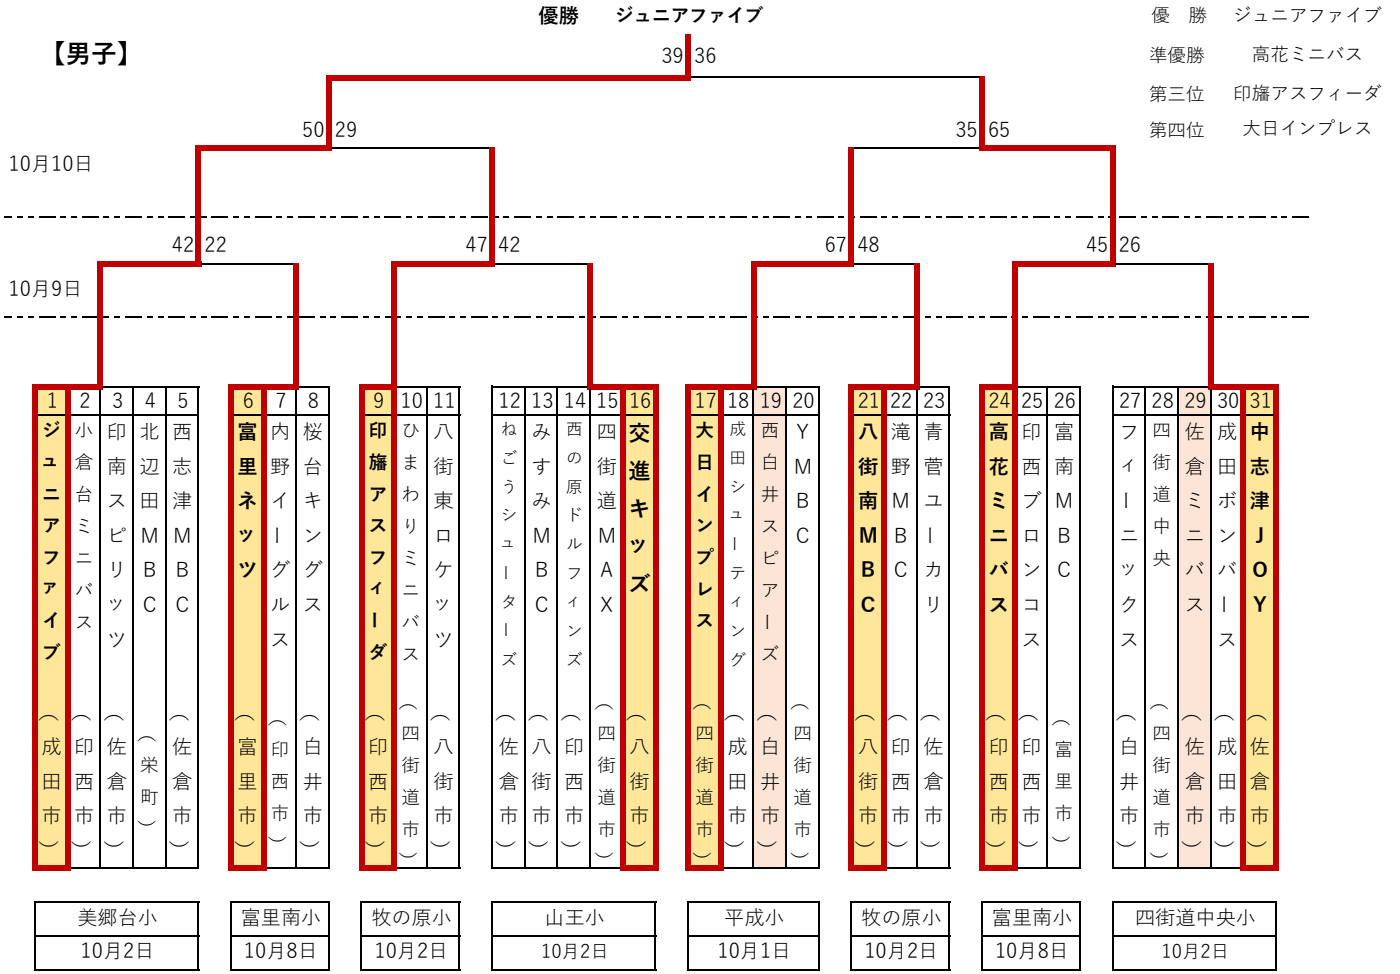 優勝 ジュニアファイブ
優 勝 ジュニアファイブ
【男子】
39 36
準優勝 高花ミニバス
第三位 印旛アスフィーダ
50 29
35 65
第四位 大日インプレス
10月10日
42 22
47 42
67 48
45 26
10月9日
1 ジュニアファイブ (成田市)
2 小倉台ミニバス (印西市)
3 印南スピリッツ (佐倉市)
4 北辺田MBC (栄町)
5 西志津MBC (佐倉市)
6 富里ネッツ (富里市)
7 内野イーグルス (印西市)
8 桜台キングス (白井市)
9 印旛アスフィーダ (印西市)
10 ひまわりミニバス (四街道市)
11 八街東ロケッツ (八街市)
12 ねごうシューターズ (佐倉市)
13 みすみMBC (八街市)
14 西の原ドルフィンズ (印西市)
15 四街道MAX (四街道市)
16 交進キッズ (八街市)
17 大日インプレス (四街道市)
18 成田シューティング (成田市)
19 西白井スピアーズ (白井市)
20 YMBC (四街道市)
21 八街南MBC (八街市)
22 滝野MBC (印西市)
23 青菅ユーカリ (佐倉市)
24 高花ミニバス (印西市)
25 印西ブロンコス (印西市)
26 富南MBC (富里市)
27 フィーニックス (白井市)
28 四街道中央 (四街道市)
29 佐倉ミニバス (佐倉市)
30 成田ボンバース (成田市)
31 中志津JOY (佐倉市)
美郷台小
10月2日
富里南小
10月8日
牧の原小
10月2日
山王小
10月2日
平成小
10月1日
牧の原小
10月2日
富里南小
10月8日
四街道中央小
10月2日